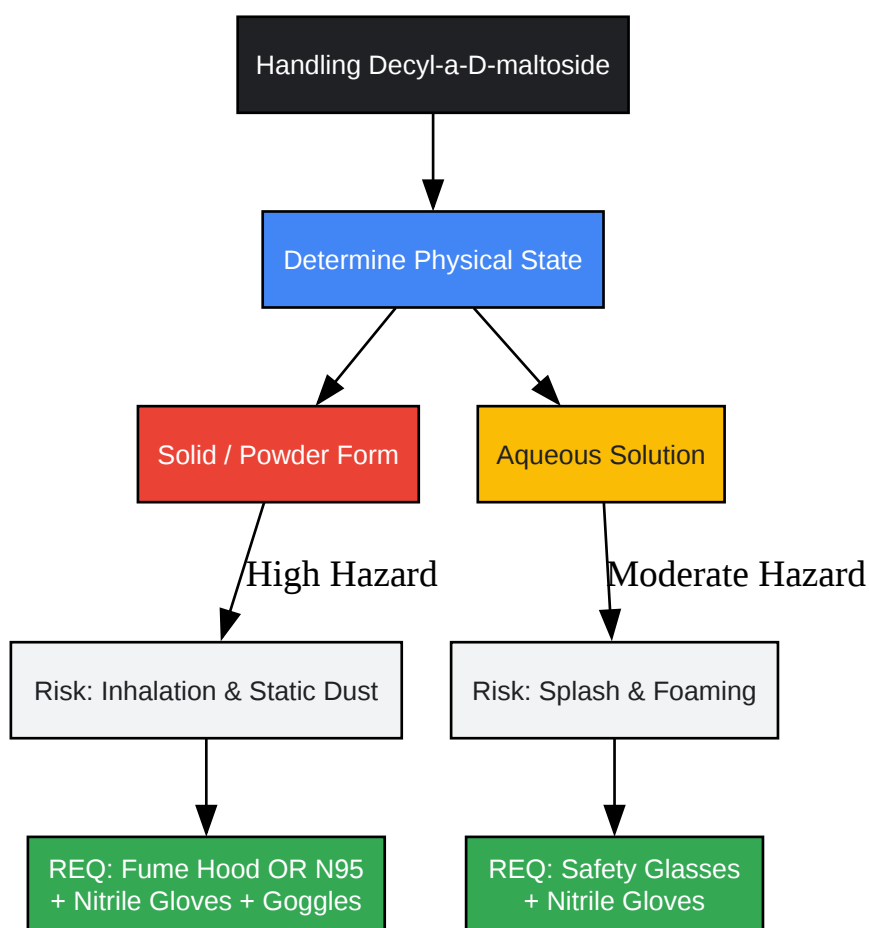 Handling Decyl-a-D-maltoside
Determine Physical State
Solid / Powder Form
Aqueous Solution
High Hazard
Moderate Hazard
Risk: Inhalation & Static Dust
Risk: Splash & Foaming
REQ: Fume Hood OR N95
+ Nitrile Gloves + Goggles
REQ: Safety Glasses
+ Nitrile Gloves